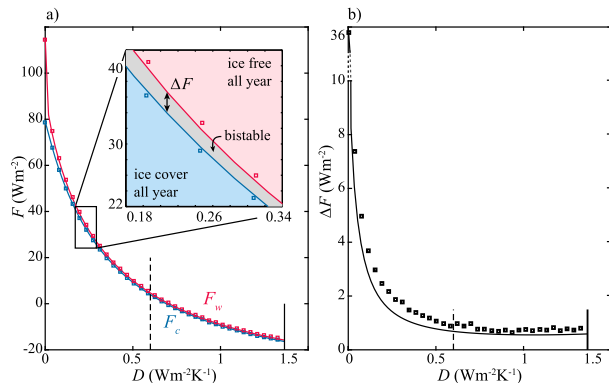 a)
F (Wm⁻²)
100
80
60
40
20
0
-20
0
0.5
1
1.5
D (Wm⁻²K⁻¹)
F_w
F_c
40
30
22
0.18
0.26
0.34
ice free
all year
ΔF
bistable
ice cover
all year
b)
ΔF (Wm⁻²)
36
10
8
6
4
2
0
0
0.5
1
1.5
D (Wm⁻²K⁻¹)